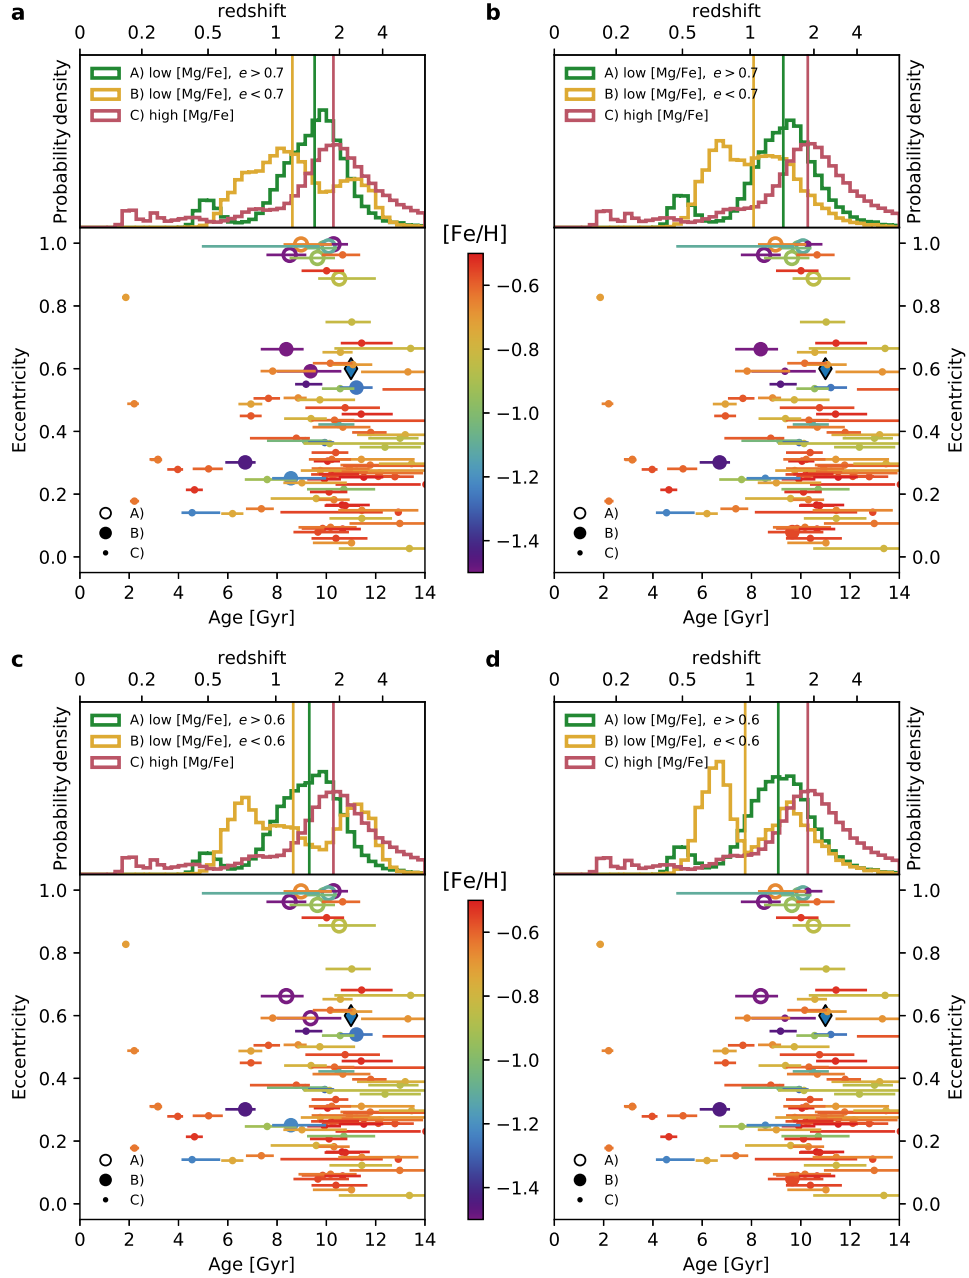 a
redshift
0 0.2 0.5 1 2 4
Probability density
A) low [Mg/Fe], e > 0.7
B) low [Mg/Fe], e < 0.7
C) high [Mg/Fe]
Eccentricity
1.0
0.8
0.6
0.4
0.2
0.0
A)
B)
C)
0 2 4 6 8 10 12 14
Age [Gyr]
[Fe/H]
−0.6
−0.8
−1.0
−1.2
−1.4
b
redshift
0 0.2 0.5 1 2 4
A) low [Mg/Fe], e > 0.7
B) low [Mg/Fe], e < 0.7
C) high [Mg/Fe]
Probability density
1.0
0.8
0.6
0.4
0.2
0.0
Eccentricity
A)
B)
C)
0 2 4 6 8 10 12 14
Age [Gyr]
c
redshift
0 0.2 0.5 1 2 4
Probability density
A) low [Mg/Fe], e > 0.6
B) low [Mg/Fe], e < 0.6
C) high [Mg/Fe]
Eccentricity
1.0
0.8
0.6
0.4
0.2
0.0
A)
B)
C)
0 2 4 6 8 10 12 14
Age [Gyr]
[Fe/H]
−0.6
−0.8
−1.0
−1.2
−1.4
d
redshift
0 0.2 0.5 1 2 4
A) low [Mg/Fe], e > 0.6
B) low [Mg/Fe], e < 0.6
C) high [Mg/Fe]
Probability density
1.0
0.8
0.6
0.4
0.2
0.0
Eccentricity
A)
B)
C)
0 2 4 6 8 10 12 14
Age [Gyr]